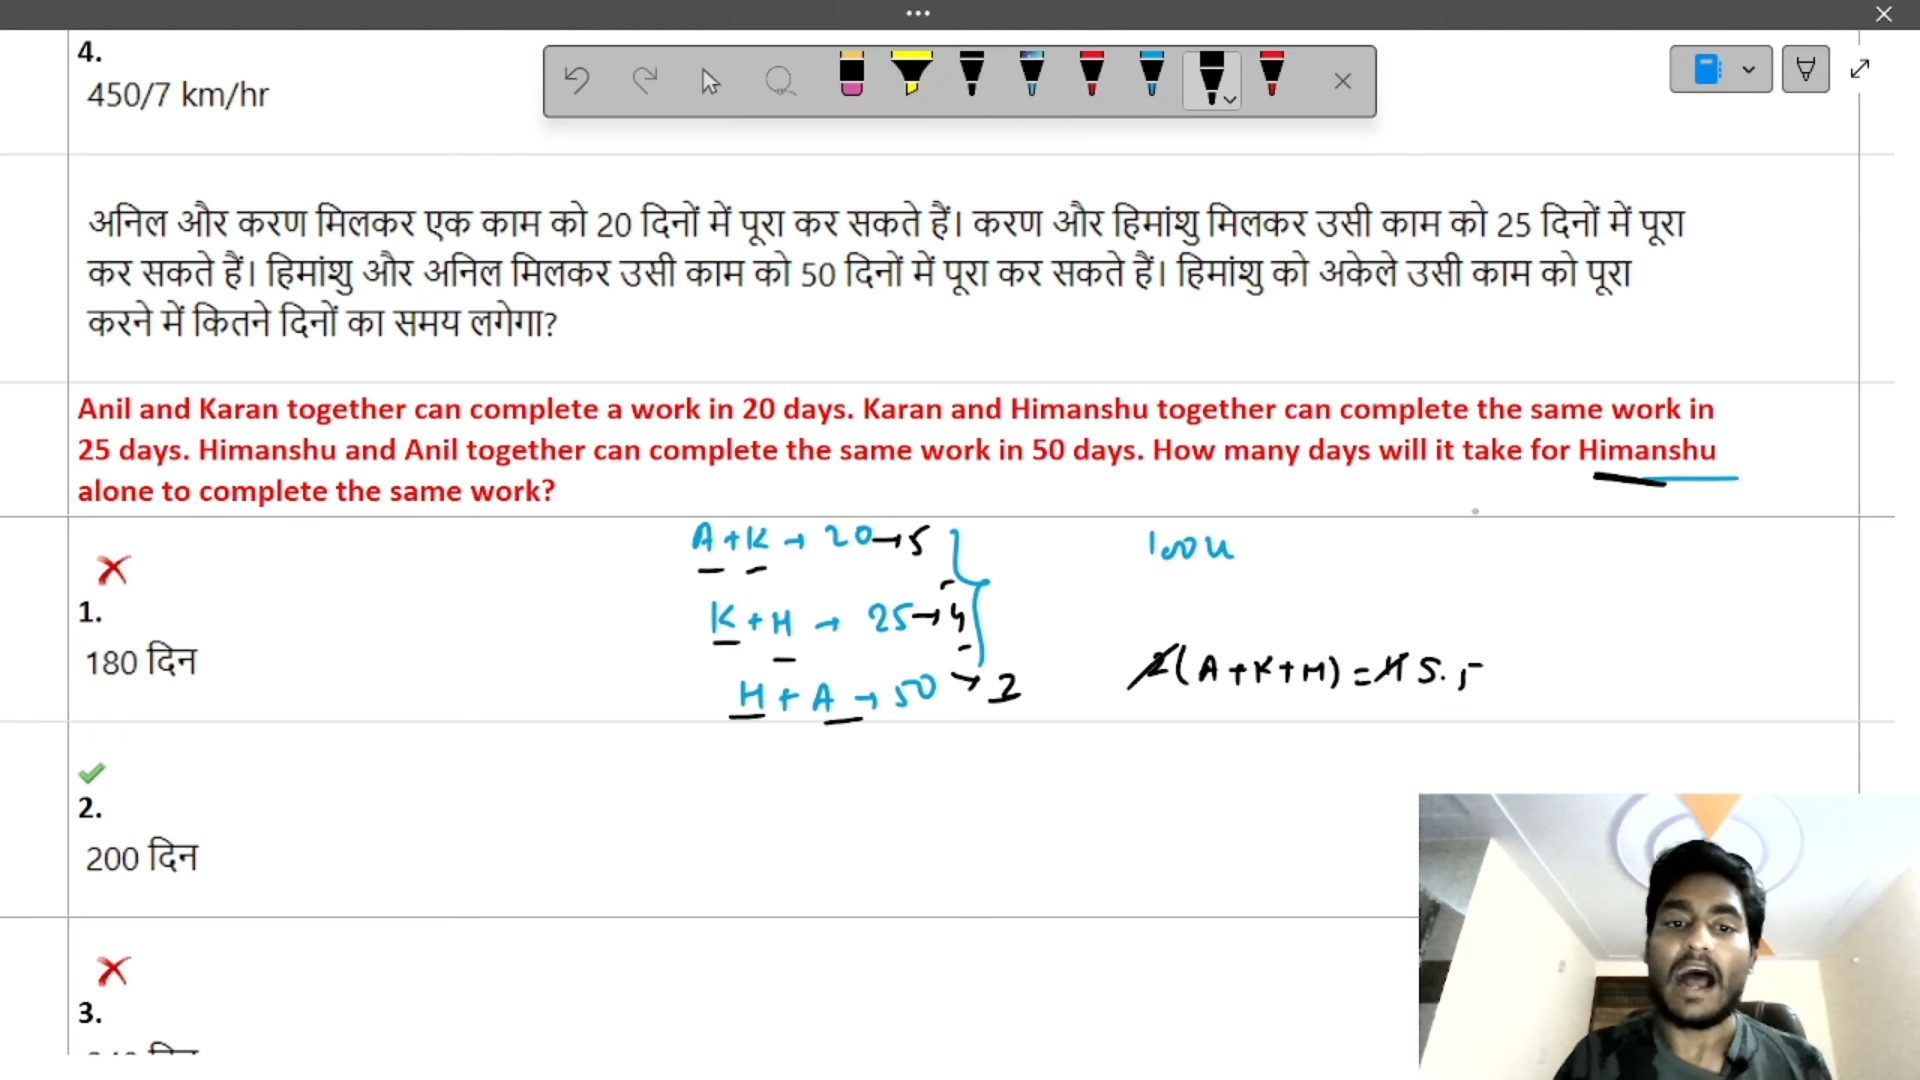 4.
450/7 km/hr
अनिल और करण मिलकर एक काम को 20 दिनों में पूरा कर सकते हैं। करण और हिमांशु मिलकर उसी काम को 25 दिनों में पूरा
कर सकते हैं। हिमांशु और अनिल मिलकर उसी काम को 50 दिनों में पूरा कर सकते हैं। हिमांशु को अकेले उसी काम को पूरा
करने में कितने दिनों का समय लगेगा?
Anil and Karan together can complete a work in 20 days. Karan and Himanshu together can complete the same work in
25 days. Himanshu and Anil together can complete the same work in 50 days. How many days will it take for Himanshu
alone to complete the same work?
A + K → 20 → 5
100u
K + H → 25 → 4
2(A+K+H) = 11 5.5
H + A → 50 → 2
1.
180 दिन
2.
200 दिन
3.